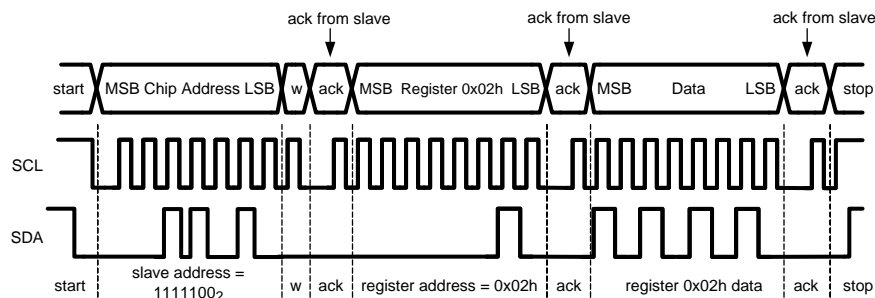 ack from slave ack from slave ack from slave
start MSB Chip Address LSB w ack MSB Register 0x02h LSB ack MSB Data LSB ack stop
SCL
SDA
slave address =
start w ack register address = 0x02h ack register 0x02h data ack stop
1111100₂